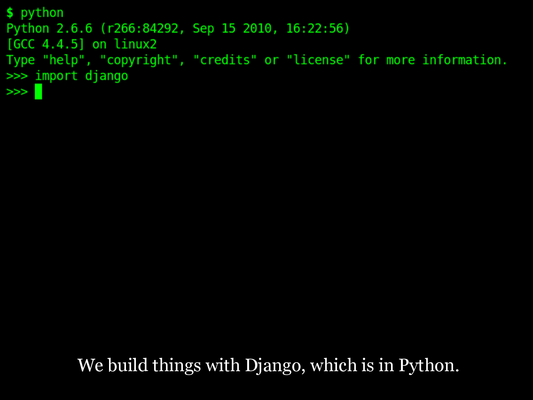 $ python
Python 2.6.6 (r266:84292, Sep 15 2010, 16:22:56)
[GCC 4.4.5] on linux2
Type "help", "copyright", "credits" or "license" for more information.
>>> import django
>>>
We build things with Django, which is in Python.